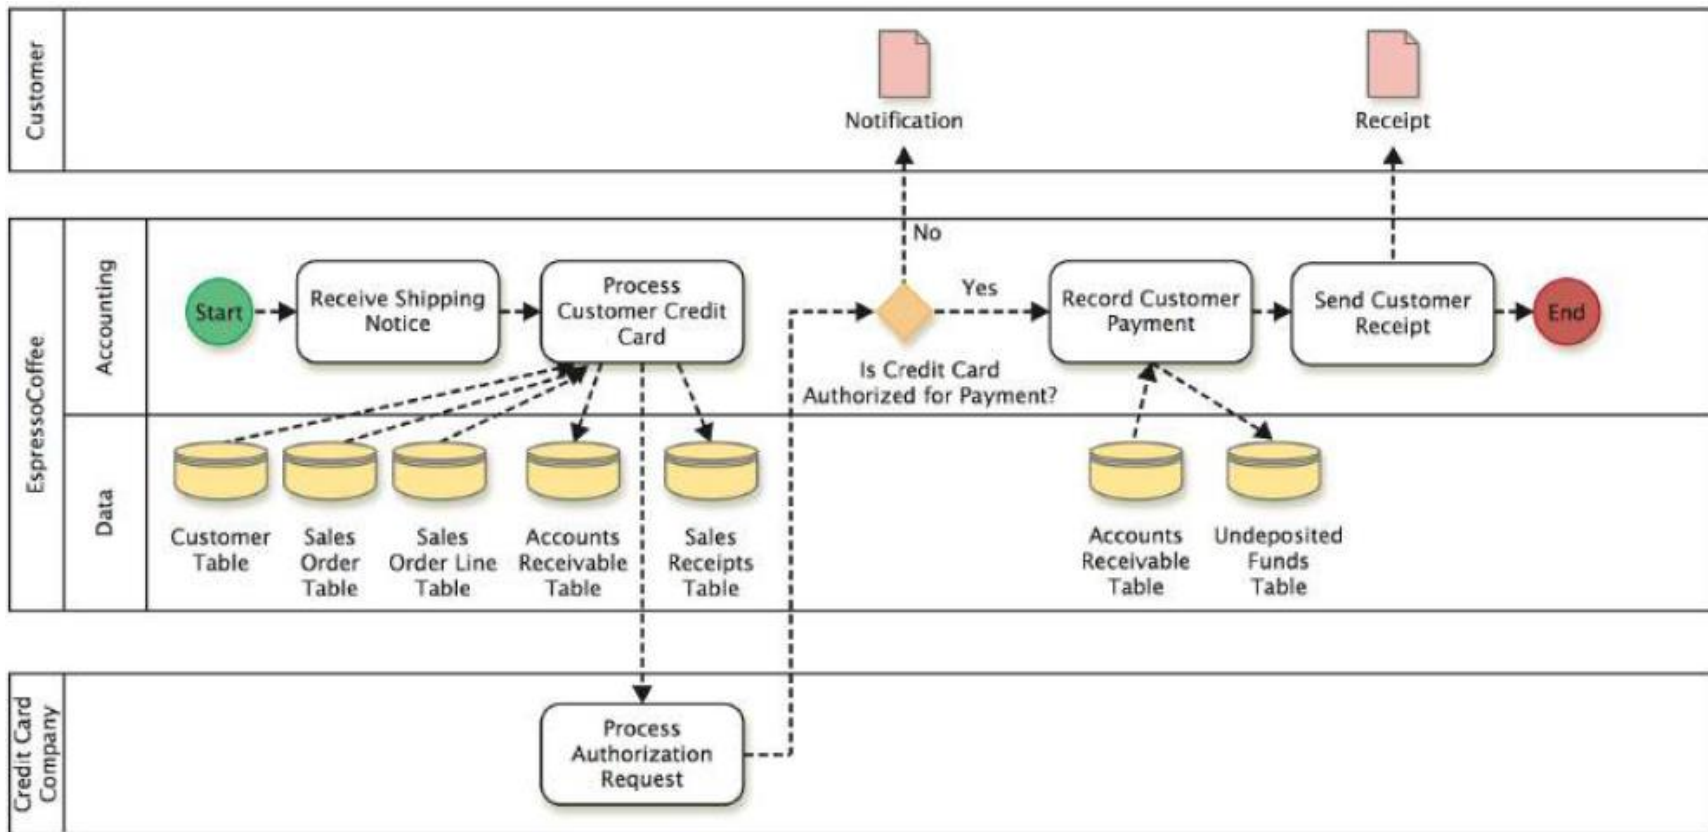 Customer
Notification
Receipt
EspressoCoffee
Accounting
Start
Receive Shipping
Notice
Process
Customer Credit
Card
No
Yes
Is Credit Card
Authorized for Payment?
Record Customer
Payment
Send Customer
Receipt
End
Data
Customer
Table
Sales
Order
Table
Sales
Order Line
Table
Accounts
Receivable
Table
Sales
Receipts
Table
Accounts
Receivable
Table
Undeposited
Funds
Table
Credit Card
Company
Process
Authorization
Request